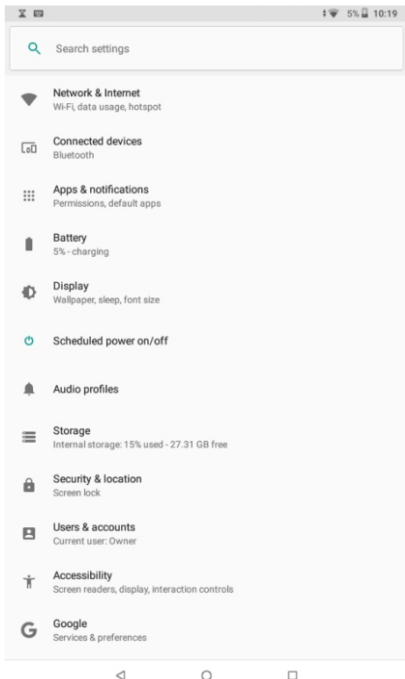 5% 10:19
Search settings
Network & Internet
Wi-Fi, data usage, hotspot
Connected devices
Bluetooth
Apps & notifications
Permissions, default apps
Battery
5% - charging
Display
Wallpaper, sleep, font size
Scheduled power on/off
Audio profiles
Storage
Internal storage: 15% used - 27.31 GB free
Security & location
Screen lock
Users & accounts
Current user: Owner
Accessibility
Screen readers, display, interaction controls
Google
Services & preferences